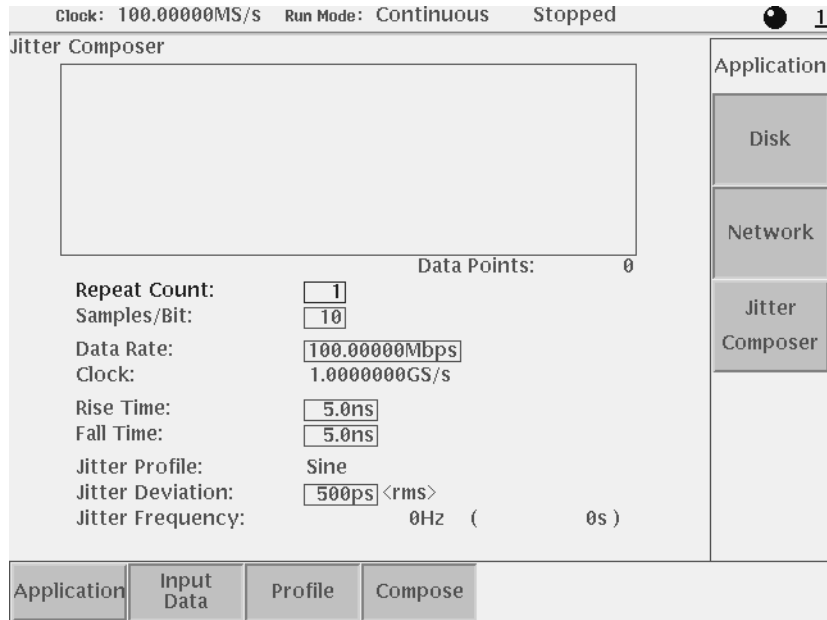 Clock: 100.00000MS/s Run Mode: Continuous Stopped 1
Jitter Composer
Application
Disk
Network
Jitter
Composer
Data Points: 0
Repeat Count: 1
Samples/Bit: 10
Data Rate: 100.00000Mbps
Clock: 1.0000000GS/s
Rise Time: 5.0ns
Fall Time: 5.0ns
Jitter Profile: Sine
Jitter Deviation: 500ps <rms>
Jitter Frequency: 0Hz ( 0s )
Application
Input
Data
Profile
Compose